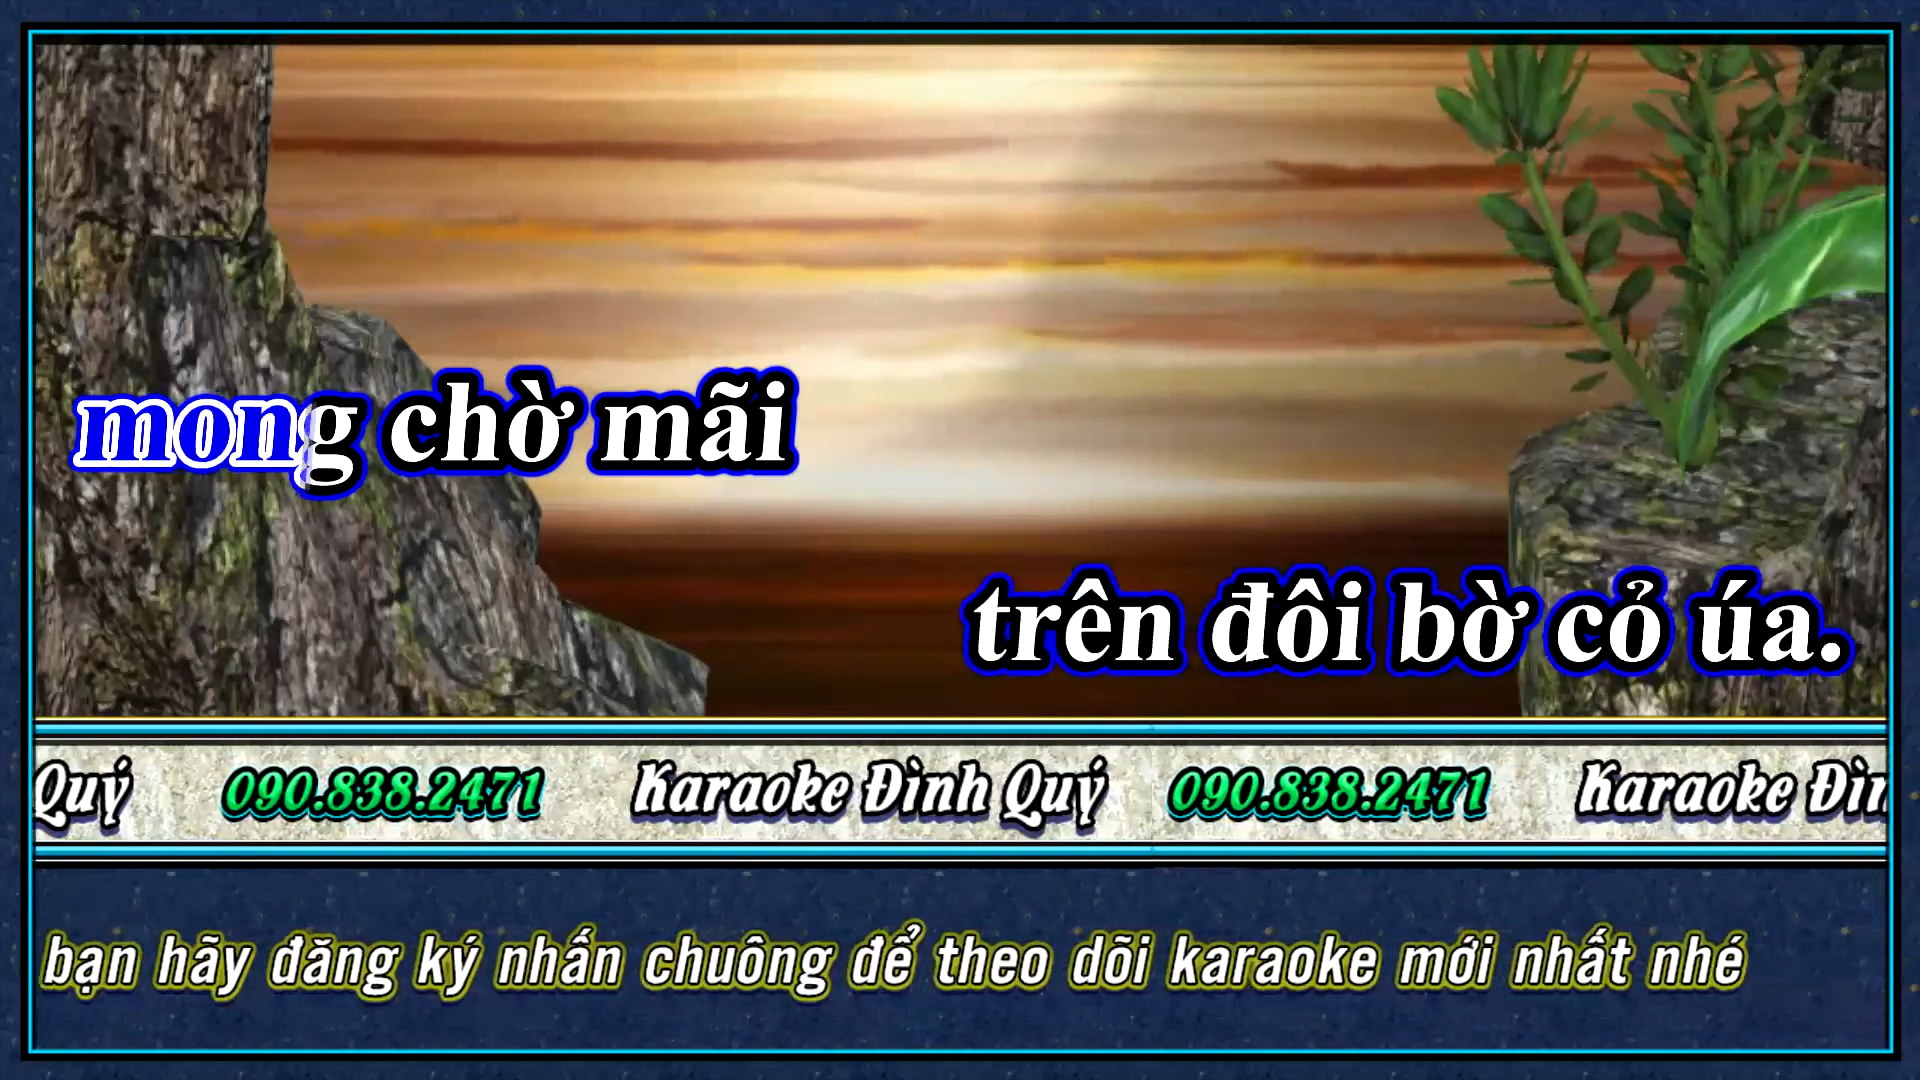 mong chờ mãi
trên đôi bờ cỏ úa.
Quý 090.838.2471 Karaoke Đình Quý 090.838.2471 Karaoke Đìn
bạn hãy đăng ký nhấn chuông để theo dõi karaoke mới nhất nhé